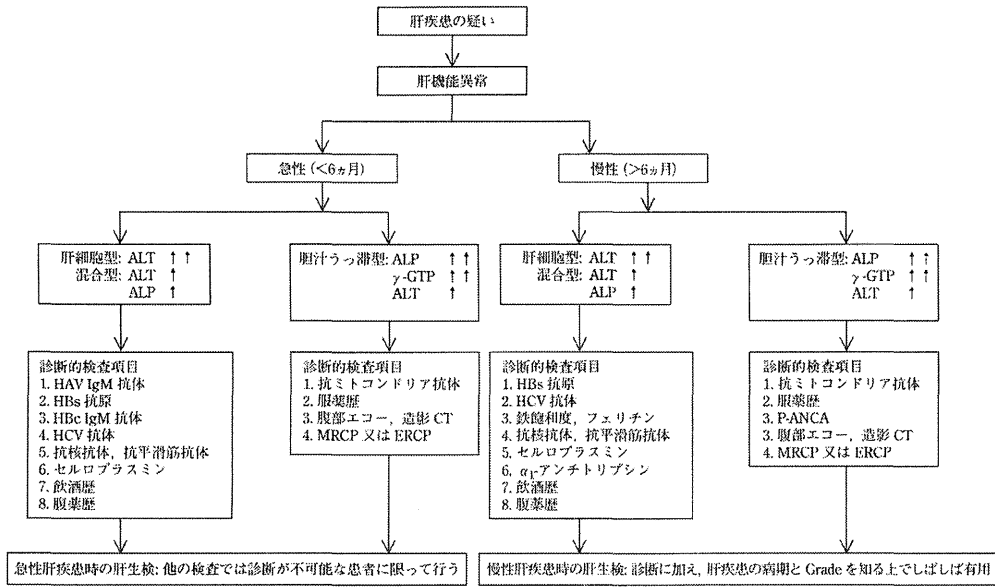 肝疾患の疑い
肝機能異常
急性 (<6ヵ月)
慢性 (>6ヵ月)
肝細胞型: ALT ↑ ↑
混合型: ALT ↑
ALP ↑
胆汁うっ滞型: ALP ↑ ↑
γ-GTP ↑ ↑
ALT ↑
肝細胞型: ALT ↑ ↑
混合型: ALT ↑
ALP ↑
胆汁うっ滞型: ALP ↑ ↑
γ-GTP ↑ ↑
ALT ↑
診断的検査項目
1. HAV IgM 抗体
2. HBs 抗原
3. HBc IgM 抗体
4. HCV 抗体
5. 抗核抗体, 抗平滑筋抗体
6. セルロプラスミン
7. 飲酒歴
8. 腹薬歴
診断的検査項目
1. 抗ミトコンドリア抗体
2. 服薬歴
3. 腹部エコー, 造影 CT
4. MRCP 又は ERCP
診断的検査項目
1. HBs 抗原
2. HCV 抗体
3. 鉄飽和度, フェリチン
4. 抗核抗体, 抗平滑筋抗体
5. セルロプラスミン
6. α1-アンチトリプシン
7. 飲酒歴
8. 腹薬歴
診断的検査項目
1. 抗ミトコンドリア抗体
2. 服薬歴
3. P-ANCA
3. 腹部エコー, 造影 CT
4. MRCP 又は ERCP
急性肝疾患時の肝生検: 他の検査では診断が不可能な患者に限って行う
慢性肝疾患時の肝生検: 診断に加え, 肝疾患の病期と Grade を知る上でしばしば有用